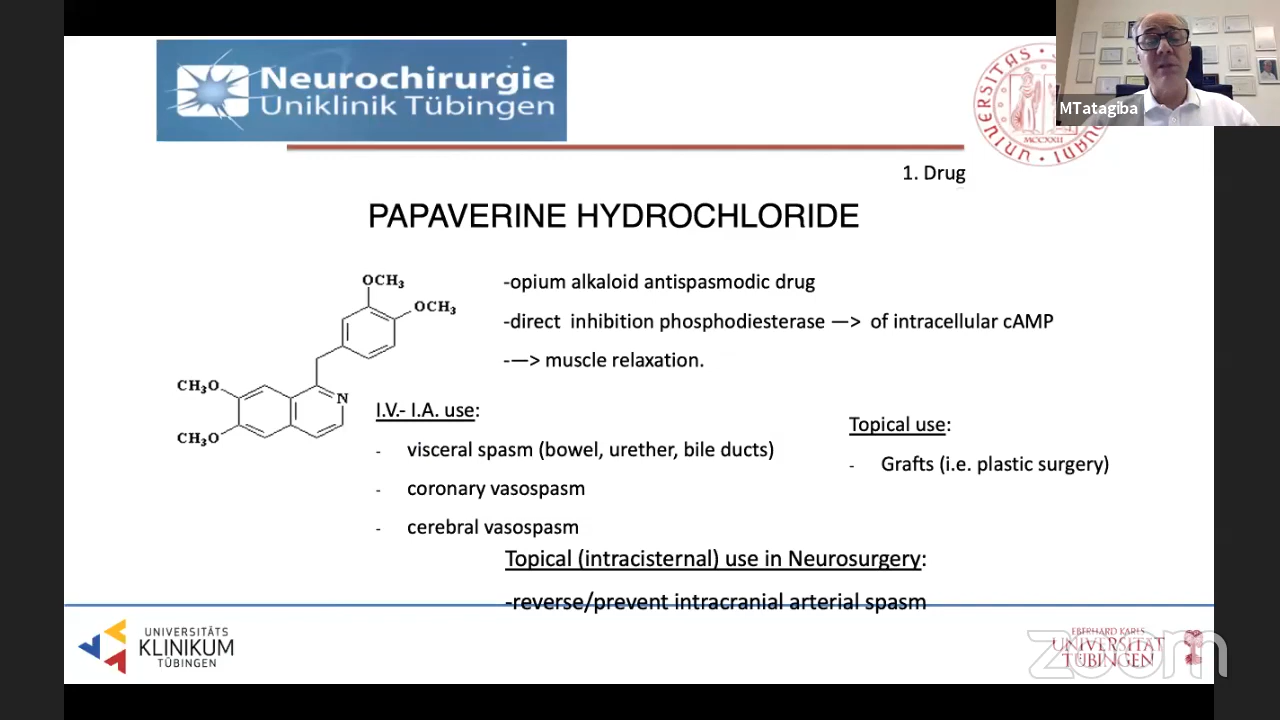 Neurochirurgie
Uniklinik Tübingen
MTatagiba
MCCXXII
1. Drug
PAPAVERINE HYDROCHLORIDE
OCH3
OCH3
CH3O
N
CH3O
-opium alkaloid antispasmodic drug
-direct inhibition phosphodiesterase —> of intracellular cAMP
-—> muscle relaxation.
I.V.- I.A. use:
- visceral spasm (bowel, urether, bile ducts)
- coronary vasospasm
- cerebral vasospasm
Topical use:
- Grafts (i.e. plastic surgery)
Topical (intracisternal) use in Neurosurgery:
-reverse/prevent intracranial arterial spasm
UNIVERSITÄTS
KLINIKUM
TÜBINGEN
EBERHARD KARLS
UNIVERSITÄT
TÜBINGEN
zoom